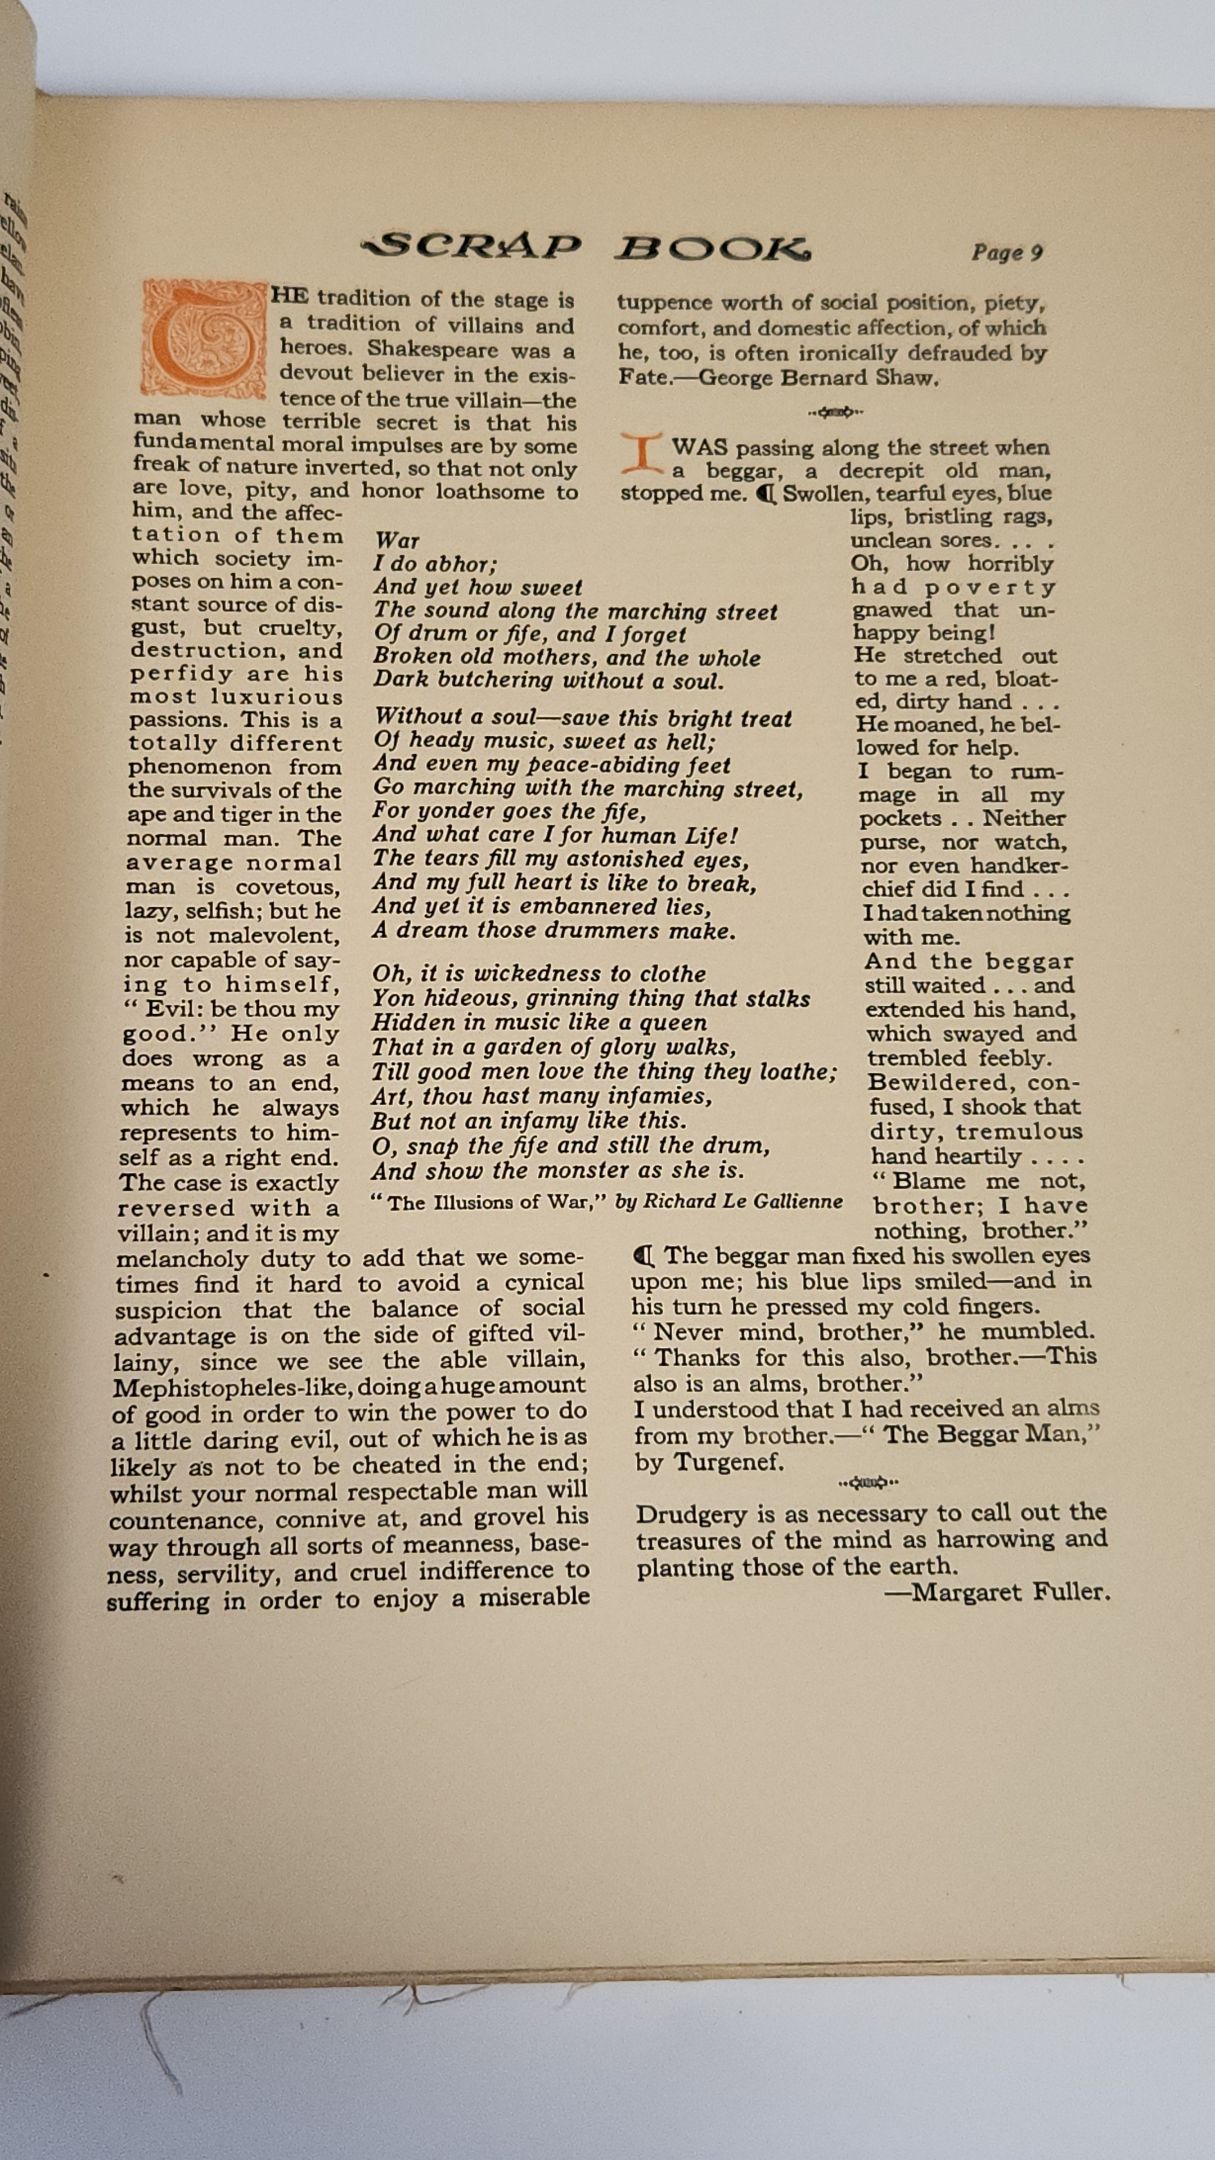 SCRAP BOOK
Page 9
THE tradition of the stage is
a tradition of villains and
heroes. Shakespeare was a
devout believer in the exis-
tence of the true villain—the
man whose terrible secret is that his
fundamental moral impulses are by some
freak of nature inverted, so that not only
are love, pity, and honor loathsome to
him, and the affec-
tation of them
which society im-
poses on him a con-
stant source of dis-
gust, but cruelty,
destruction, and
perfidy are his
most luxurious
passions. This is a
totally different
phenomenon from
the survivals of the
ape and tiger in the
normal man. The
average normal
man is covetous,
lazy, selfish; but he
is not malevolent,
nor capable of say-
ing to himself,
“ Evil: be thou my
good.” He only
does wrong as a
means to an end,
which he always
represents to him-
self as a right end.
The case is exactly
reversed with a
villain; and it is my
melancholy duty to add that we some-
times find it hard to avoid a cynical
suspicion that the balance of social
advantage is on the side of gifted vil-
lainy, since we see the able villain,
Mephistopheles-like, doing a huge amount
of good in order to win the power to do
a little daring evil, out of which he is as
likely as not to be cheated in the end;
whilst your normal respectable man will
countenance, connive at, and grovel his
way through all sorts of meanness, base-
ness, servility, and cruel indifference to
suffering in order to enjoy a miserable
tuppence worth of social position, piety,
comfort, and domestic affection, of which
he, too, is often ironically defrauded by
Fate.—George Bernard Shaw.
War
I do abhor;
And yet how sweet
The sound along the marching street
Of drum or fife, and I forget
Broken old mothers, and the whole
Dark butchering without a soul.
Without a soul—save this bright treat
Of heady music, sweet as hell;
And even my peace-abiding feet
Go marching with the marching street,
For yonder goes the fife,
And what care I for human Life!
The tears fill my astonished eyes,
And my full heart is like to break,
And yet it is embannered lies,
A dream those drummers make.
Oh, it is wickedness to clothe
Yon hideous, grinning thing that stalks
Hidden in music like a queen
That in a garden of glory walks,
Till good men love the thing they loathe;
Art, thou hast many infamies,
But not an infamy like this.
O, snap the fife and still the drum,
And show the monster as she is.
“The Illusions of War,” by Richard Le Gallienne
I WAS passing along the street when
a beggar, a decrepit old man,
stopped me. ¶ Swollen, tearful eyes, blue
lips, bristling rags,
unclean sores. . . .
Oh, how horribly
had poverty
gnawed that un-
happy being!
He stretched out
to me a red, bloat-
ed, dirty hand . . .
He moaned, he bel-
lowed for help.
I began to rum-
mage in all my
pockets . . Neither
purse, nor watch,
nor even handker-
chief did I find . . .
I had taken nothing
with me.
And the beggar
still waited . . . and
extended his hand,
which swayed and
trembled feebly.
Bewildered, con-
fused, I shook that
dirty, tremulous
hand heartily . . . .
“ Blame me not,
brother; I have
nothing, brother.”
¶ The beggar man fixed his swollen eyes
upon me; his blue lips smiled—and in
his turn he pressed my cold fingers.
“ Never mind, brother,” he mumbled.
“ Thanks for this also, brother.—This
also is an alms, brother.”
I understood that I had received an alms
from my brother.—“ The Beggar Man,”
by Turgenef.
Drudgery is as necessary to call out the
treasures of the mind as harrowing and
planting those of the earth.
—Margaret Fuller.